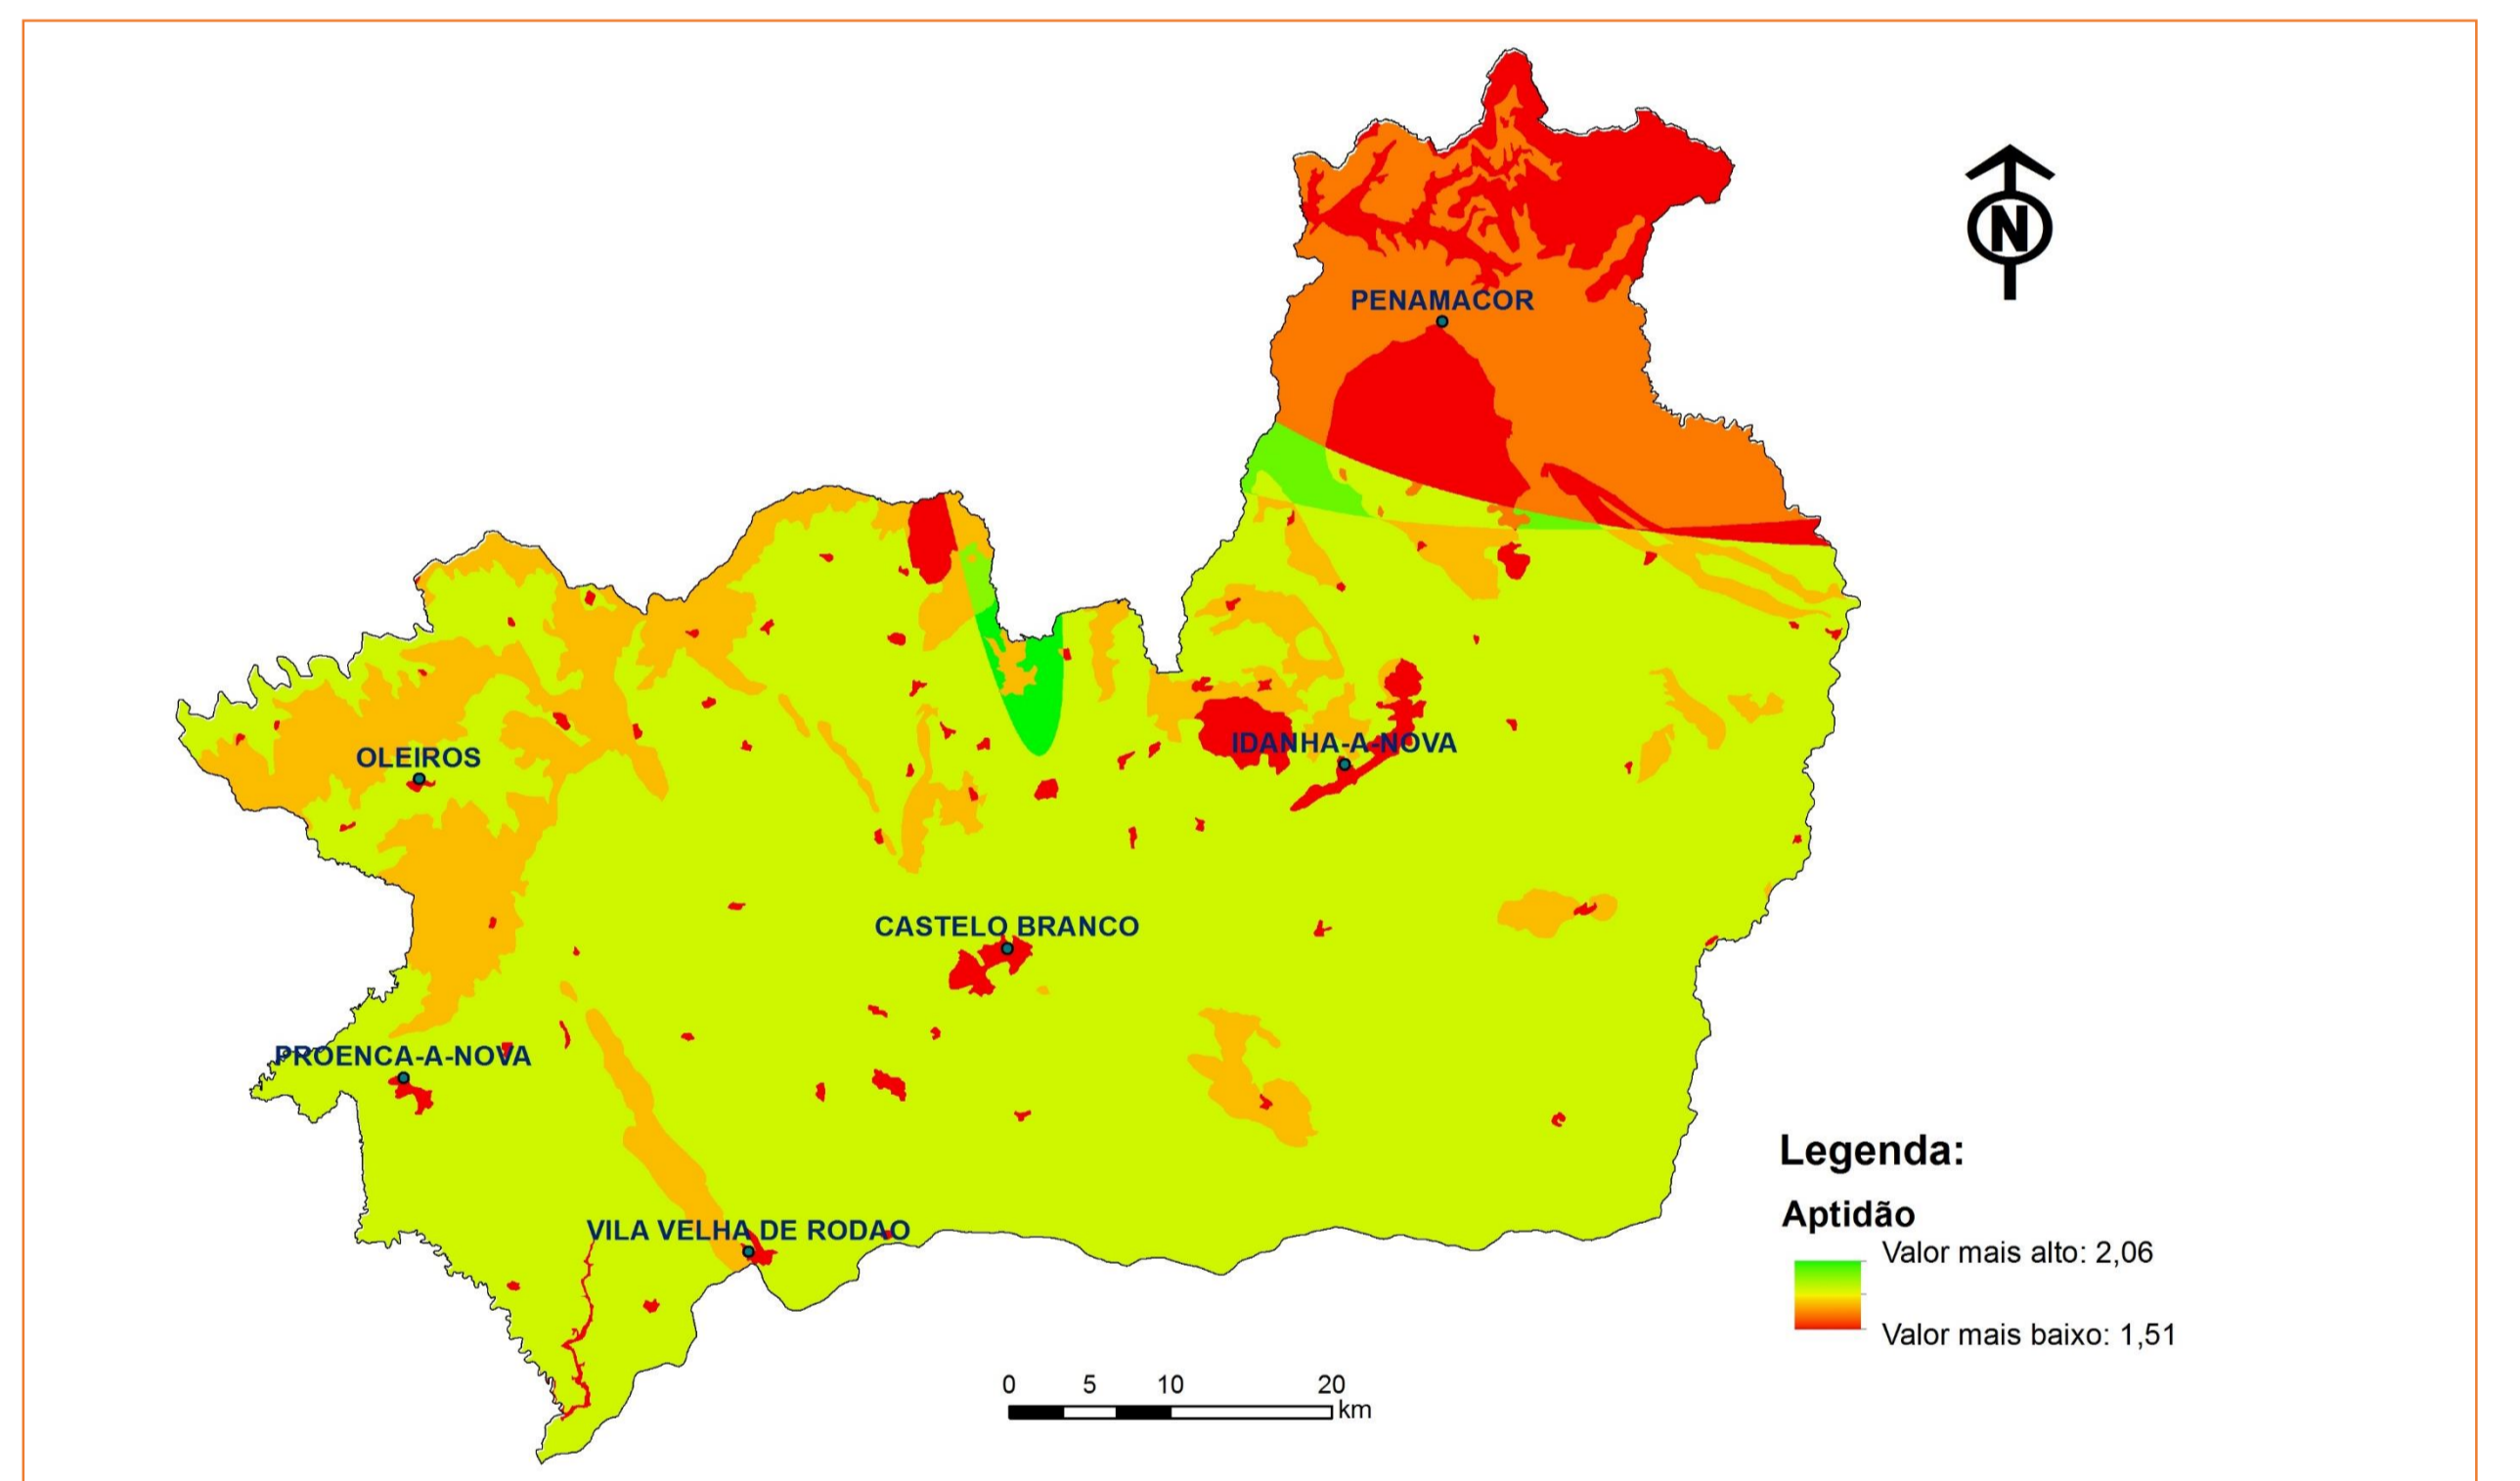 N
PENAMACOR
OLEIROS
IDANHA-A-NOVA
CASTELO BRANCO
PROENCA-A-NOVA
VILA VELHA DE RODAO
Legenda:
Aptidão
Valor mais alto: 2,06
Valor mais baixo: 1,51
0 5 10 20
km